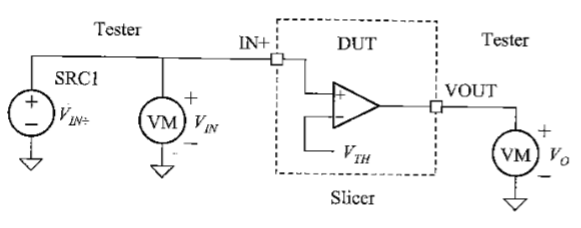 Tester
IN+
DUT
Tester
SRC1
+
−
V_IN+
VM
+
−
V_IN
+
−
V_TH
VOUT
VM
+
−
V_O
Slicer